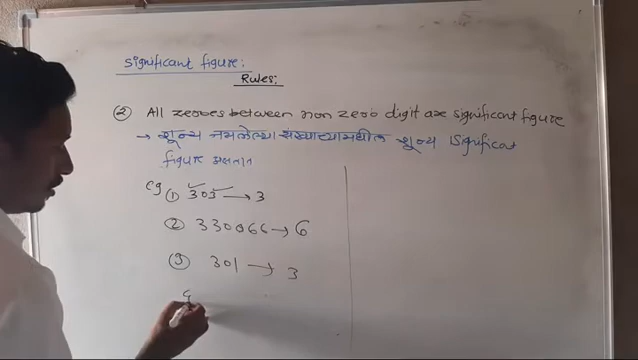 Significant figure:
Rules:
② All zeroes between non zero digit are significant figure
→ शून्य नसलेल्या संख्यामधील शून्य Significat
figure असतात
eg ① 303 → 3
② 330066 → 6
③ 301 → 3